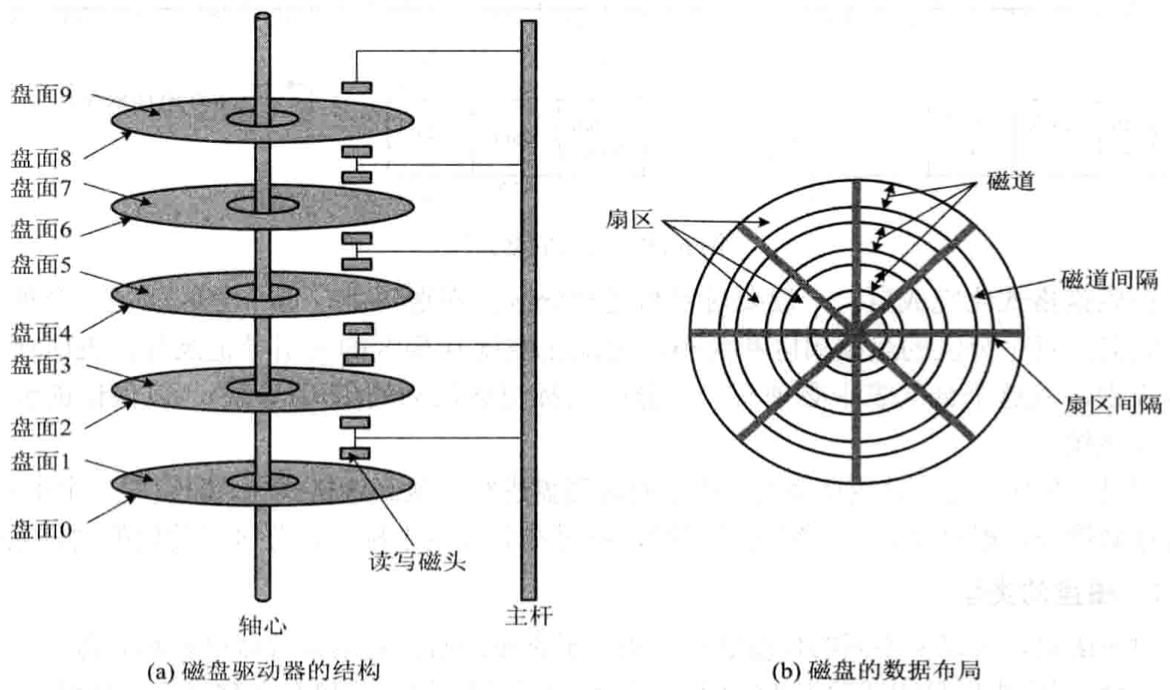 盘面9
盘面8
盘面7
盘面6
盘面5
盘面4
盘面3
盘面2
盘面1
盘面0
读写磁头
轴心
主杆
(a) 磁盘驱动器的结构
磁道
扇区
磁道间隔
扇区间隔
(b) 磁盘的数据布局